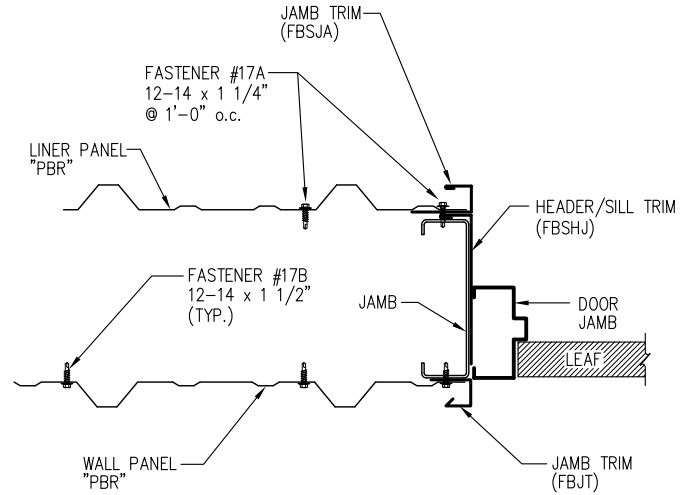 JAMB TRIM
(FBSJA)
FASTENER #17A
12-14 x 1 1/4"
@ 1'-0" o.c.
LINER PANEL
"PBR"
HEADER/SILL TRIM
(FBSHJ)
FASTENER #17B
12-14 x 1 1/2"
(TYP.)
JAMB
DOOR
JAMB
LEAF
WALL PANEL
"PBR"
JAMB TRIM
(FBJT)